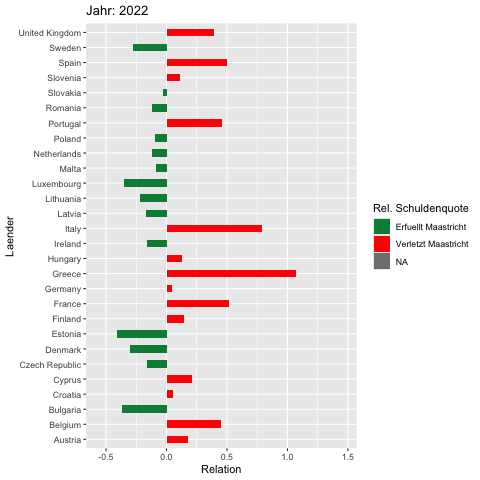 Jahr: 2022
United Kingdom
Sweden
Spain
Slovenia
Slovakia
Romania
Portugal
Poland
Netherlands
Malta
Luxembourg
Lithuania
Latvia
Italy
Ireland
Hungary
Greece
Germany
France
Finland
Estonia
Denmark
Czech Republic
Cyprus
Croatia
Bulgaria
Belgium
Austria
Laender
-0.5 0.0 0.5 1.0 1.5
Relation
Rel. Schuldenquote
Erfuellt Maastricht
Verletzt Maastricht
NA